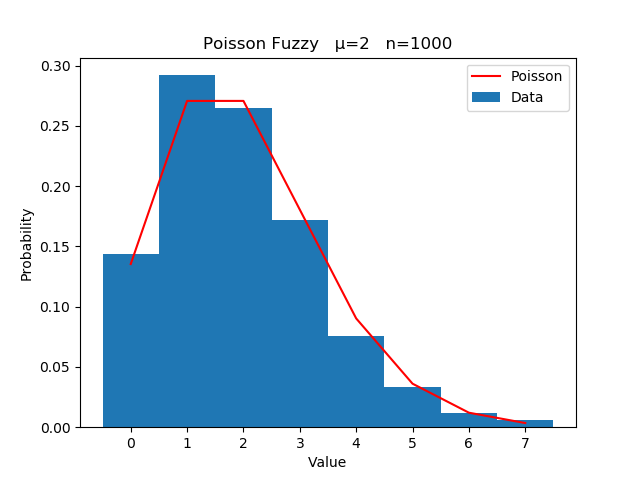 Poisson Fuzzy   μ=2   n=1000
Poisson
Data
Probability
0.30
0.25
0.20
0.15
0.10
0.05
0.00
0 1 2 3 4 5 6 7
Value